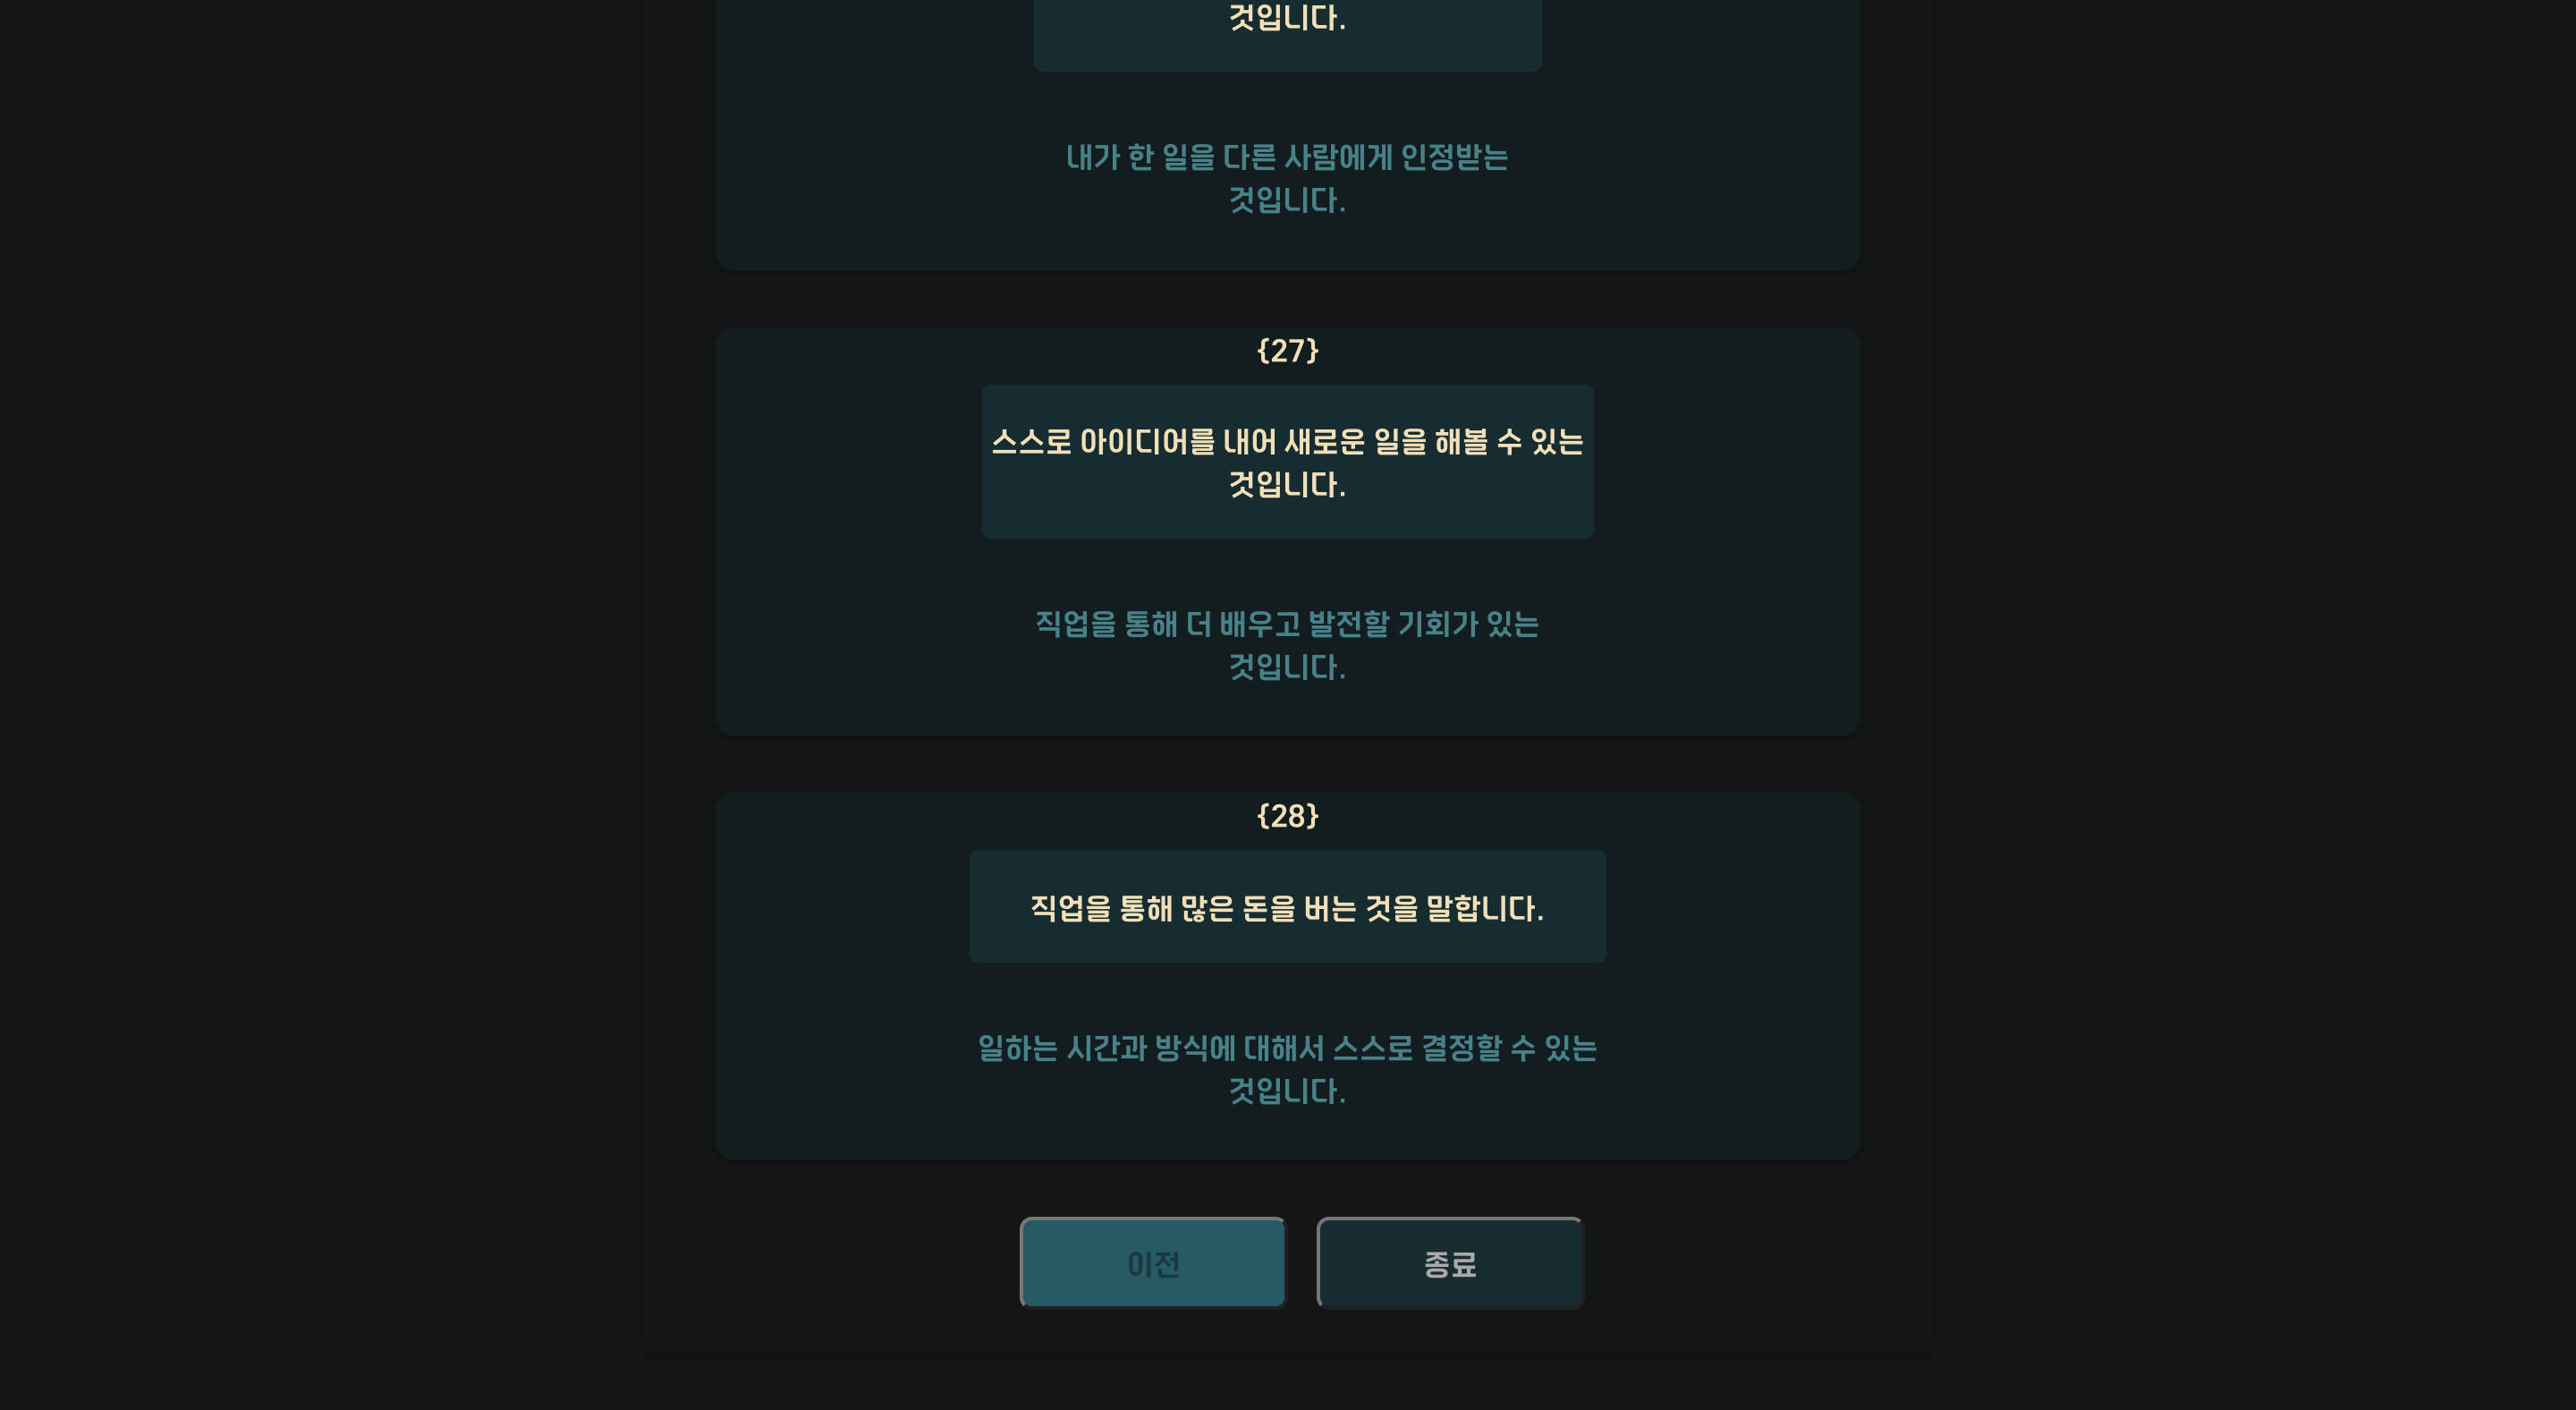 것입니다.
내가 한 일을 다른 사람에게 인정받는
것입니다.
{27}
스스로 아이디어를 내어 새로운 일을 해볼 수 있는
것입니다.
직업을 통해 더 배우고 발전할 기회가 있는
것입니다.
{28}
직업을 통해 많은 돈을 버는 것을 말합니다.
일하는 시간과 방식에 대해서 스스로 결정할 수 있는
것입니다.
이전
종료